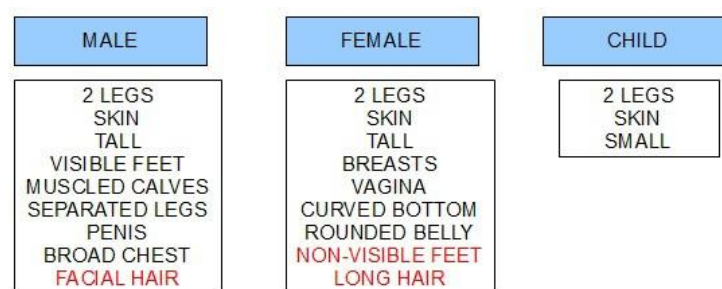 MALE
2 LEGS
SKIN
TALL
VISIBLE FEET
MUSCLED CALVES
SEPARATED LEGS
PENIS
BROAD CHEST
FACIAL HAIR
FEMALE
2 LEGS
SKIN
TALL
BREASTS
VAGINA
CURVED BOTTOM
ROUNDED BELLY
NON-VISIBLE FEET
LONG HAIR
CHILD
2 LEGS
SKIN
SMALL